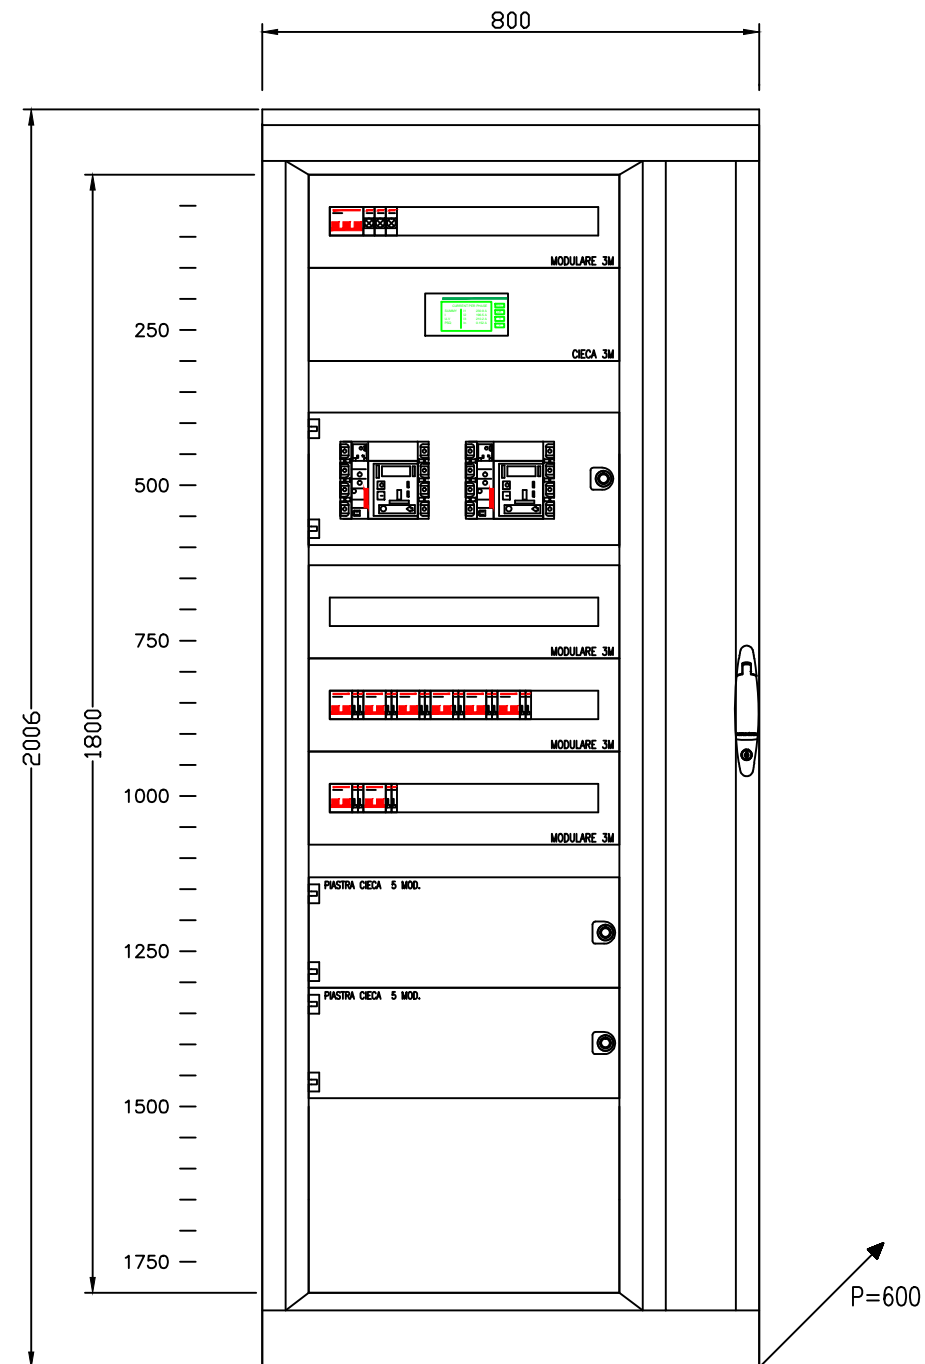 800
MODULARE 3M
250
CIECA 3M
500
750
MODULARE 3M
2006
1800
MODULARE 3M
1000
MODULARE 3M
PIASTRA CIECA 5 MOD.
1250
PIASTRA CIECA 5 MOD.
1500
1750
P=600